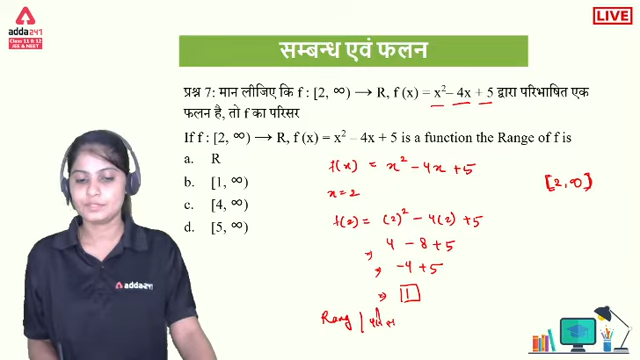 adda247
Class 11 & 12
JEE & NEET
LIVE
सम्बन्ध एवं फलन
प्रश्न 7: मान लीजिए कि f : [2, ∞) → R, f (x) = x² – 4x + 5 द्वारा परिभाषित एक
फलन है, तो f का परिसर
If f : [2, ∞) → R, f (x) = x² – 4x + 5 is a function the Range of f is
a. R
b. [1, ∞)
c. [4, ∞)
d. [5, ∞)
f(x) = x² - 4x + 5
[2, ∞)
x = 2
f(2) = (2)² - 4(2) + 5
⇒ 4 - 8 + 5
⇒ -4 + 5
⇒ 1
Rang |
adda247